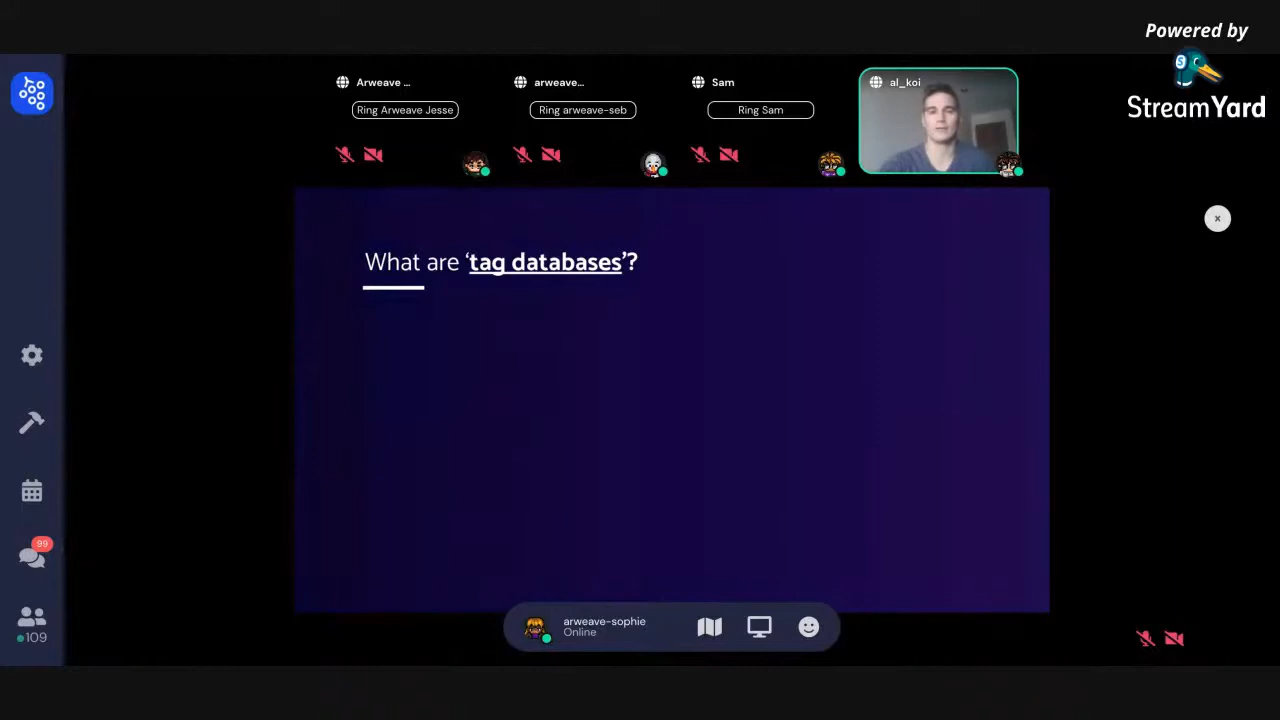 Powered by
StreamYard
Arweave ...
Ring Arweave Jesse
arweave...
Ring arweave-seb
Sam
Ring Sam
al_koi
What are ‘tag databases’?
99
109
arweave-sophie
Online